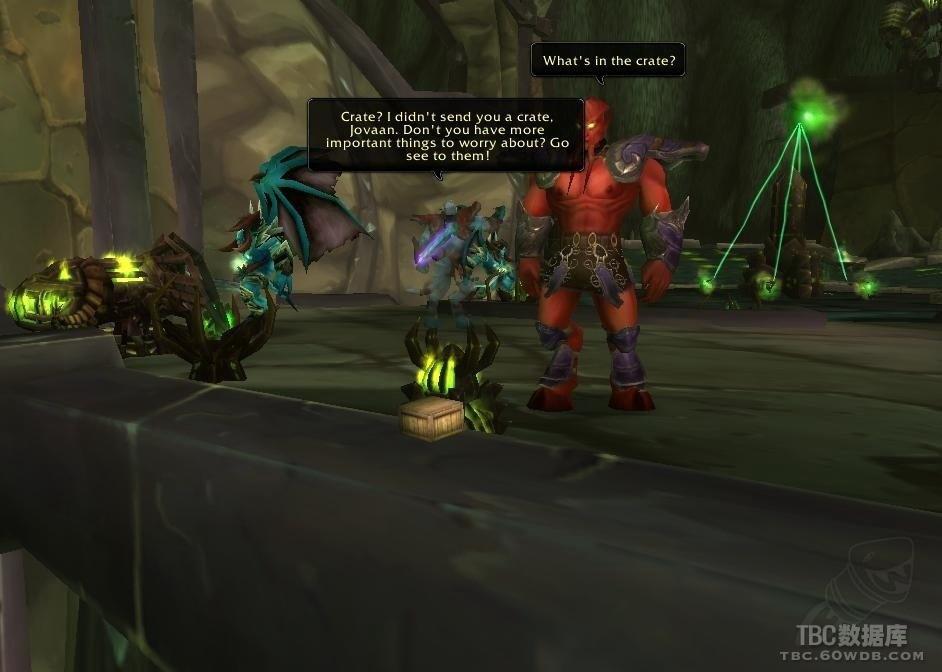 What's in the crate?
Crate? I didn't send you a crate,
Jovaan. Don't you have more
important things to worry about? Go
see to them!
TBC数据库
TBC.60WDB.COM